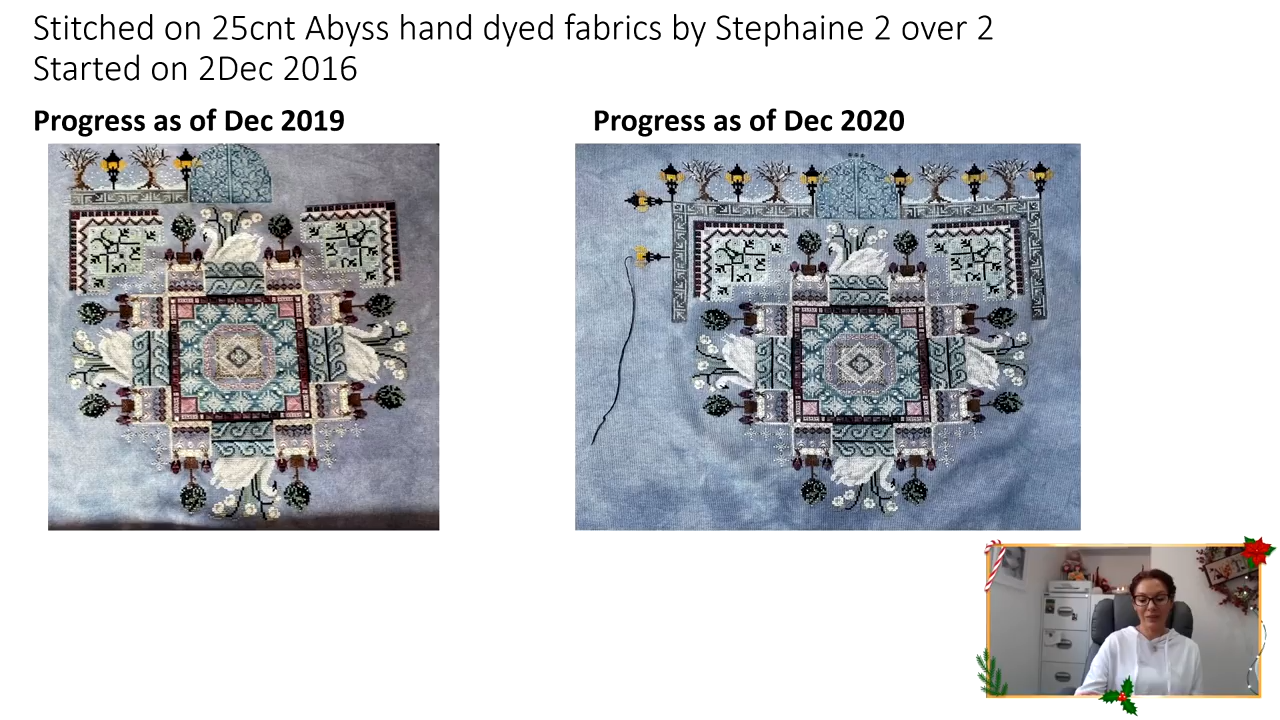 Stitched on 25cnt Abyss hand dyed fabrics by Stephaine 2 over 2
Started on 2Dec 2016
Progress as of Dec 2019
Progress as of Dec 2020